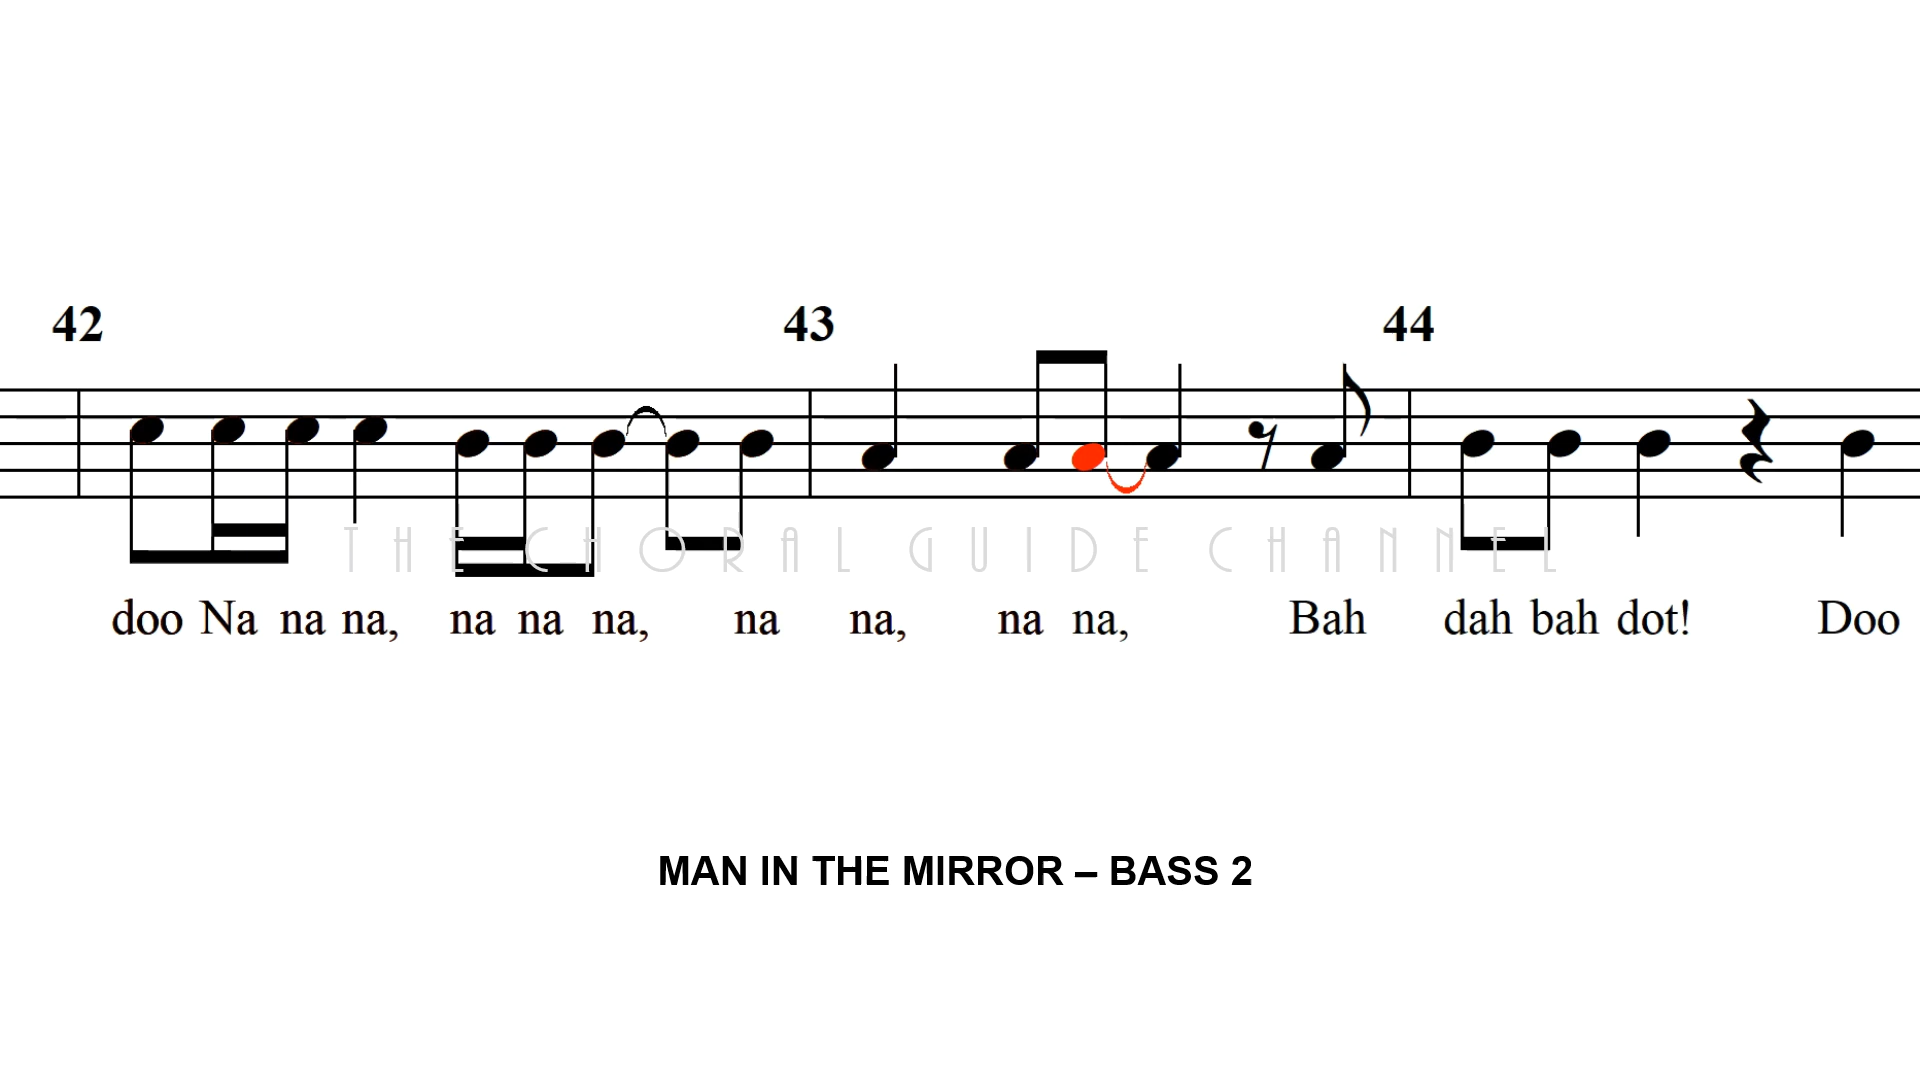 42 43 44
THE CHORAL GUIDE CHANNEL
doo Na na na, na na na, na na, na na, Bah dah bah dot! Doo
MAN IN THE MIRROR – BASS 2